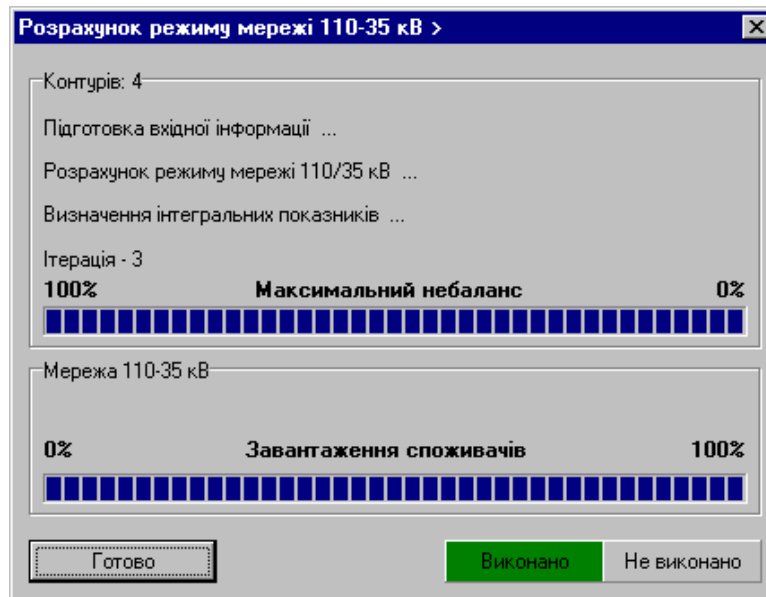 Розрахунок режиму мережі 110-35 кВ >
Контурів: 4
Підготовка вхідної інформації ...
Розрахунок режиму мережі 110/35 кВ ...
Визначення інтегральних показників ...
Ітерація - 3
100% Максимальний небаланс 0%
Мережа 110-35 кВ
0% Завантаження споживачів 100%
Готово Виконано Не виконано